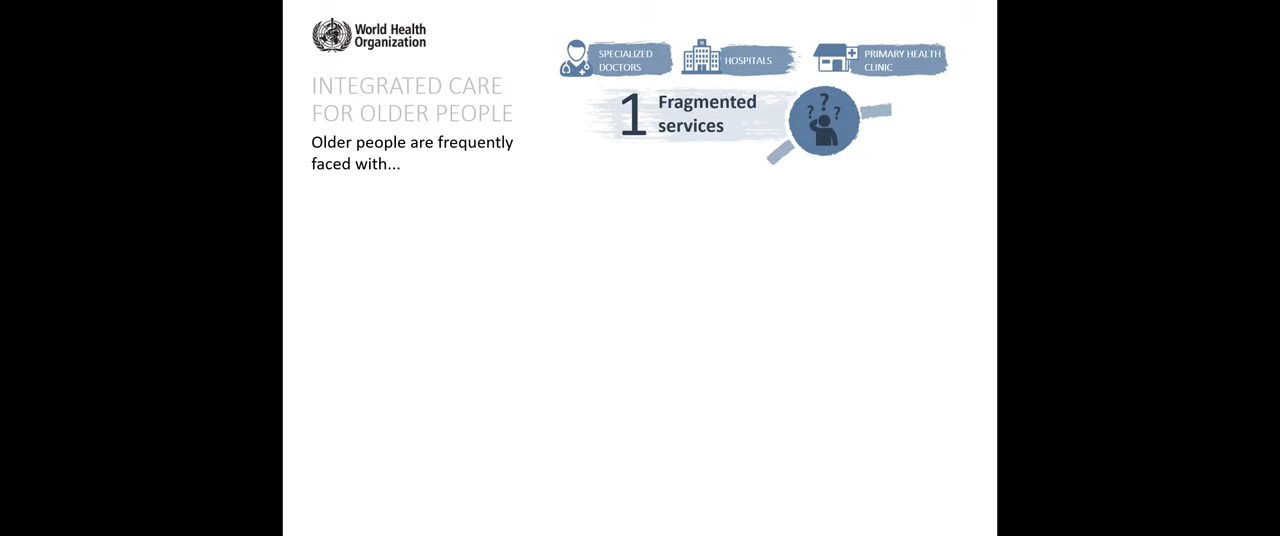 World Health
Organization
INTEGRATED CARE
FOR OLDER PEOPLE
Older people are frequently
faced with...
SPECIALIZED
DOCTORS
HOSPITALS
PRIMARY HEALTH
CLINIC
1 Fragmented
services
? ? ?